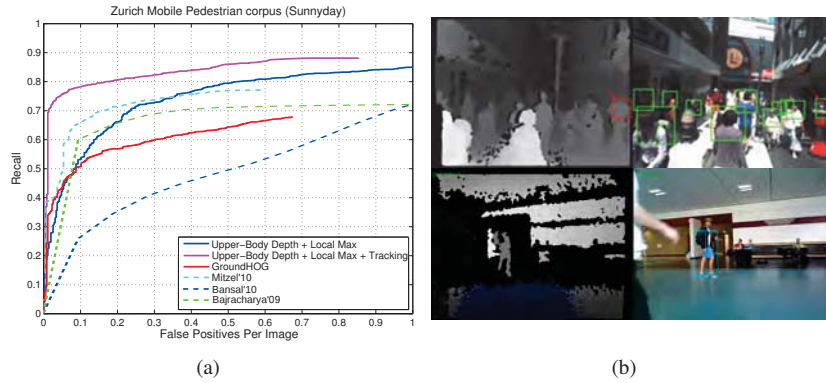 Zurich Mobile Pedestrian corpus (Sunnyday)
1
0.9
0.8
0.7
0.6
0.5
0.4
0.3
0.2
0.1
0
Recall
Upper-Body Depth + Local Max
Upper-Body Depth + Local Max + Tracking
GroundHOG
Mitzel'10
Bansal'10
Bajracharya'09
0 0.1 0.2 0.3 0.4 0.5 0.6 0.7 0.8 0.9 1
False Positives Per Image
(a)
(b)